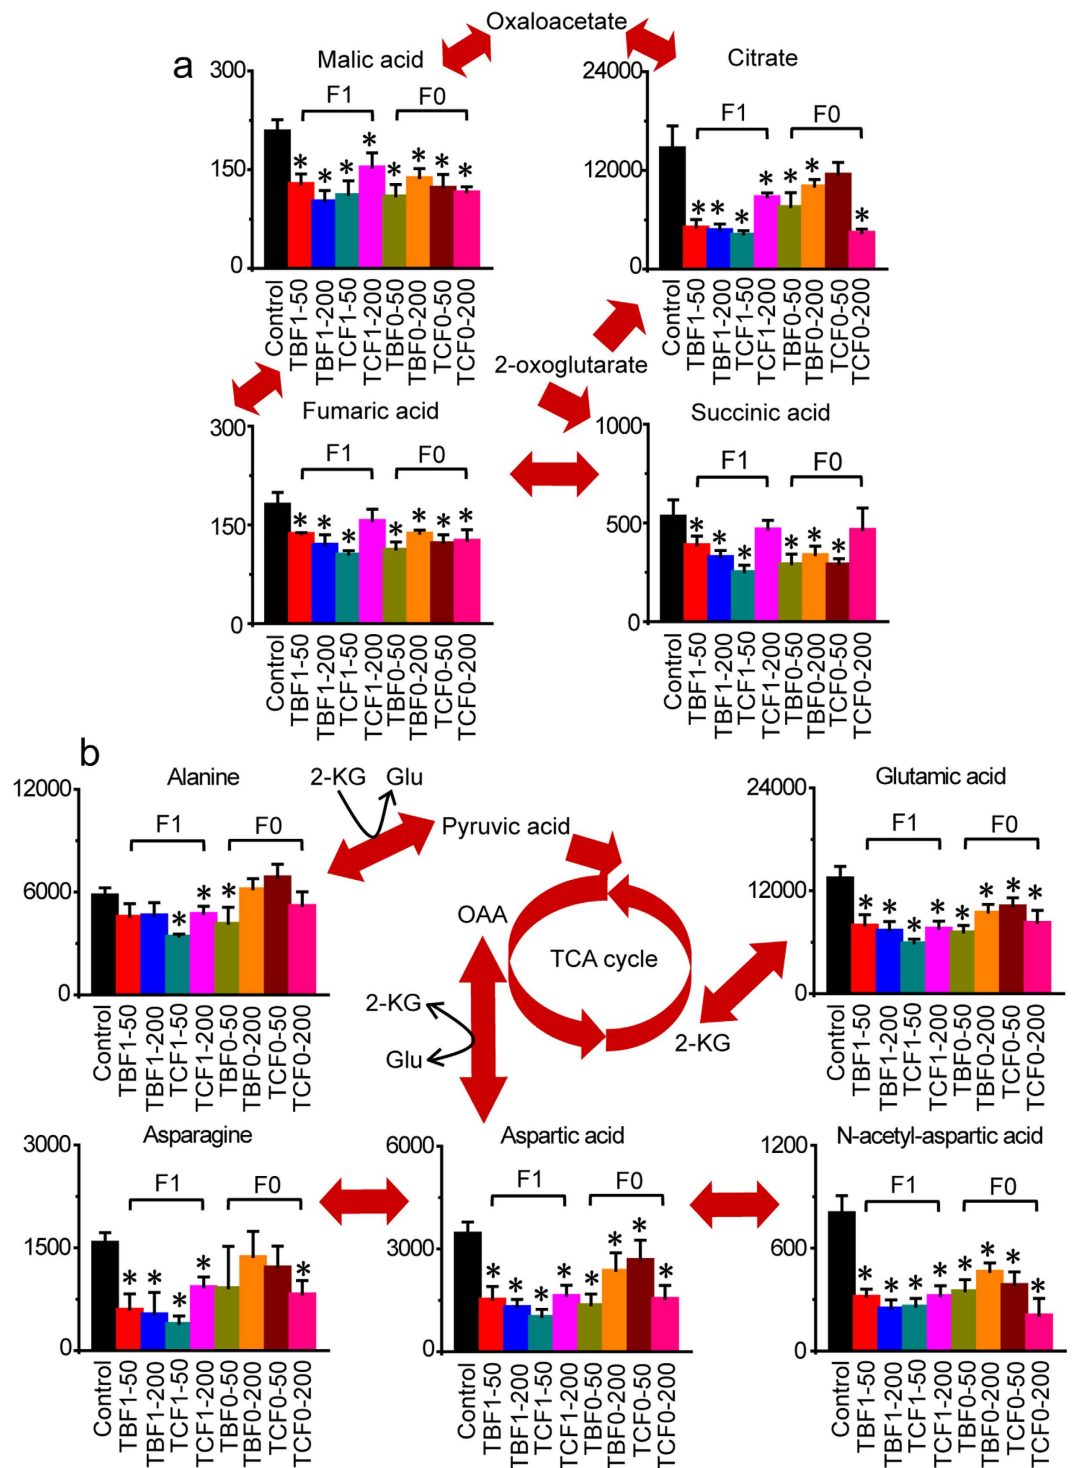 Oxaloacetate
a
Malic acid
Citrate
300
150
0
F1
F0
* * * * * * * *
Control
TBF1-50
TBF1-200
TCF1-50
TCF1-200
TBF0-50
TBF0-200
TCF0-50
TCF0-200
24000
12000
0
F1
F0
* * * * * * *
Control
TBF1-50
TBF1-200
TCF1-50
TCF1-200
TBF0-50
TBF0-200
TCF0-50
TCF0-200
2-oxoglutarate
Fumaric acid
Succinic acid
300
150
0
F1
F0
* * * * * * *
Control
TBF1-50
TBF1-200
TCF1-50
TCF1-200
TBF0-50
TBF0-200
TCF0-50
TCF0-200
1000
500
0
F1
F0
* * * * * *
Control
TBF1-50
TBF1-200
TCF1-50
TCF1-200
TBF0-50
TBF0-200
TCF0-50
TCF0-200
b
Alanine
12000
6000
0
F1
F0
* * *
Control
TBF1-50
TBF1-200
TCF1-50
TCF1-200
TBF0-50
TBF0-200
TCF0-50
TCF0-200
2-KG
Glu
Pyruvic acid
OAA
TCA cycle
2-KG
Glu
2-KG
Glutamic acid
24000
12000
0
F1
F0
* * * * * * * *
Control
TBF1-50
TBF1-200
TCF1-50
TCF1-200
TBF0-50
TBF0-200
TCF0-50
TCF0-200
Asparagine
3000
1500
0
F1
F0
* * * * *
Control
TBF1-50
TBF1-200
TCF1-50
TCF1-200
TBF0-50
TBF0-200
TCF0-50
TCF0-200
Aspartic acid
6000
3000
0
F1
F0
* * * * * * * *
Control
TBF1-50
TBF1-200
TCF1-50
TCF1-200
TBF0-50
TBF0-200
TCF0-50
TCF0-200
N-acetyl-aspartic acid
1200
600
0
F1
F0
* * * * * * * *
Control
TBF1-50
TBF1-200
TCF1-50
TCF1-200
TBF0-50
TBF0-200
TCF0-50
TCF0-200